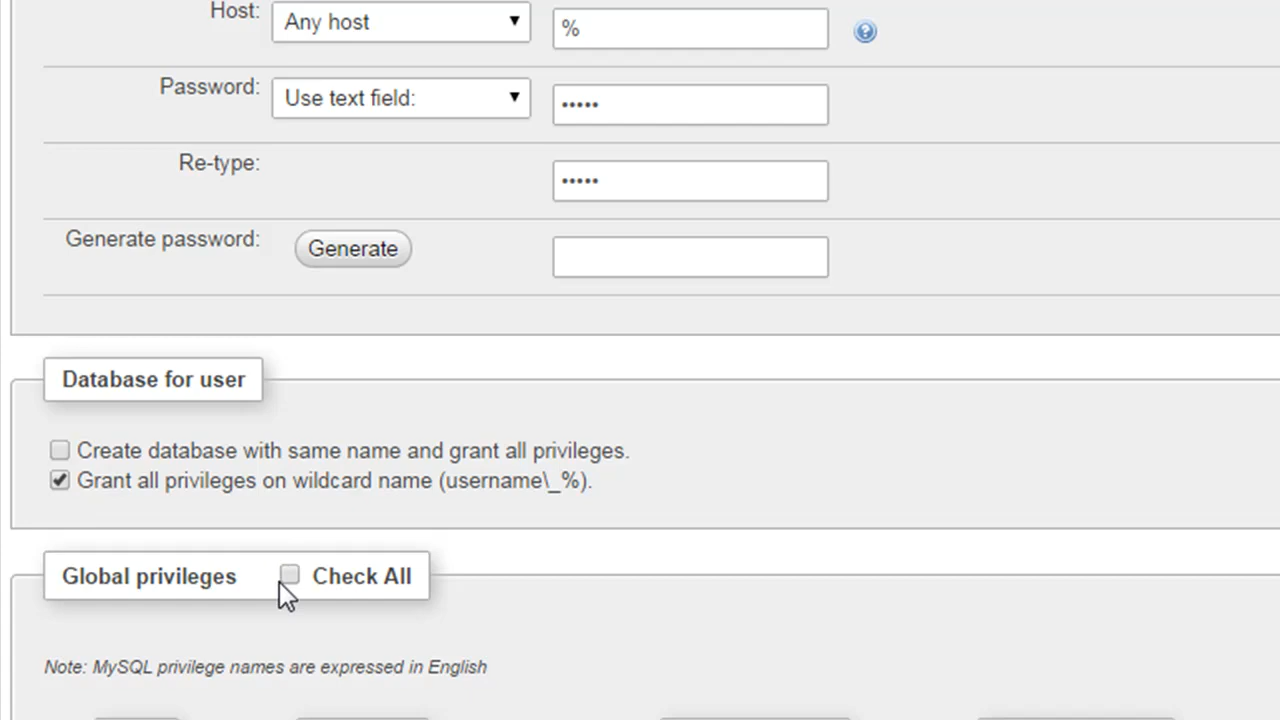 Host: Any host %
Password: Use text field: •••••
Re-type: •••••
Generate password: Generate
Database for user
Create database with same name and grant all privileges.
Grant all privileges on wildcard name (username\_%).
Global privileges Check All
Note: MySQL privilege names are expressed in English